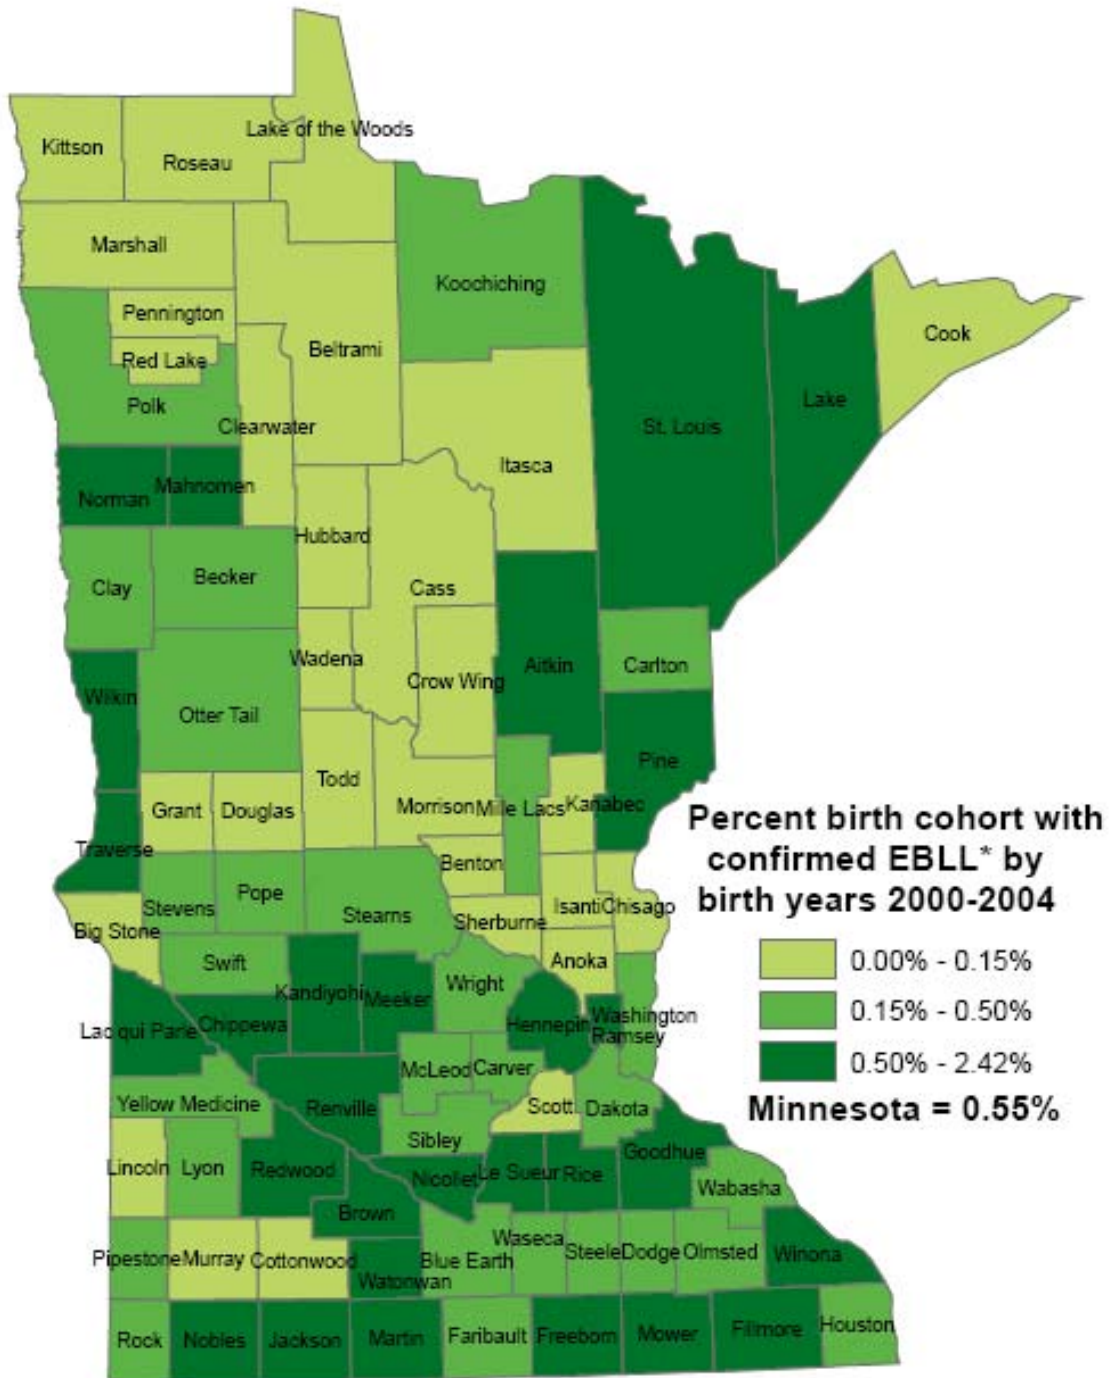 Lake of the Woods
Kittson
Roseau
Marshall
Koochiching
Pennington
Cook
Beltrami
Red Lake
Lake
Polk
Clearwater
St. Louis
Itasca
Mahnomen
Norman
Hubbard
Becker
Clay
Cass
Wadena
Aitkin
Carlton
Crow Wing
Wilkin
Otter Tail
Pine
Todd
Grant
Douglas
Morrison
Mille Lacs
Kanabec
Percent birth cohort with
confirmed EBLL* by
birth years 2000-2004
Traverse
Benton
Pope
Stevens
Stearns
Isanti
Chisago
Sherburne
Big Stone
Swift
Anoka
0.00% - 0.15%
Wright
Kandiyohi
Meeker
0.15% - 0.50%
Washington
Hennepin
Chippewa
Lac qui Parle
Ramsey
McLeod
Carver
0.50% - 2.42%
Yellow Medicine
Renville
Scott
Dakota
Minnesota = 0.55%
Sibley
Goodhue
Lincoln
Lyon
Redwood
Nicollet
Le Sueur
Rice
Wabasha
Brown
Waseca
Pipestone
Murray
Cottonwood
Blue Earth
Steele
Dodge
Olmsted
Winona
Watonwan
Rock
Nobles
Jackson
Martin
Faribault
Freeborn
Mower
Fillmore
Houston